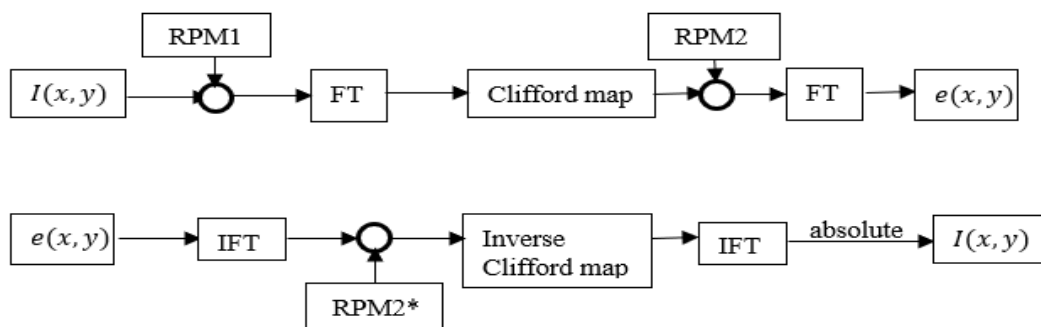 RPM1
RPM2
I(x, y)
FT
Clifford map
FT
e(x, y)
e(x, y)
IFT
Inverse
Clifford map
IFT
absolute
I(x, y)
RPM2*